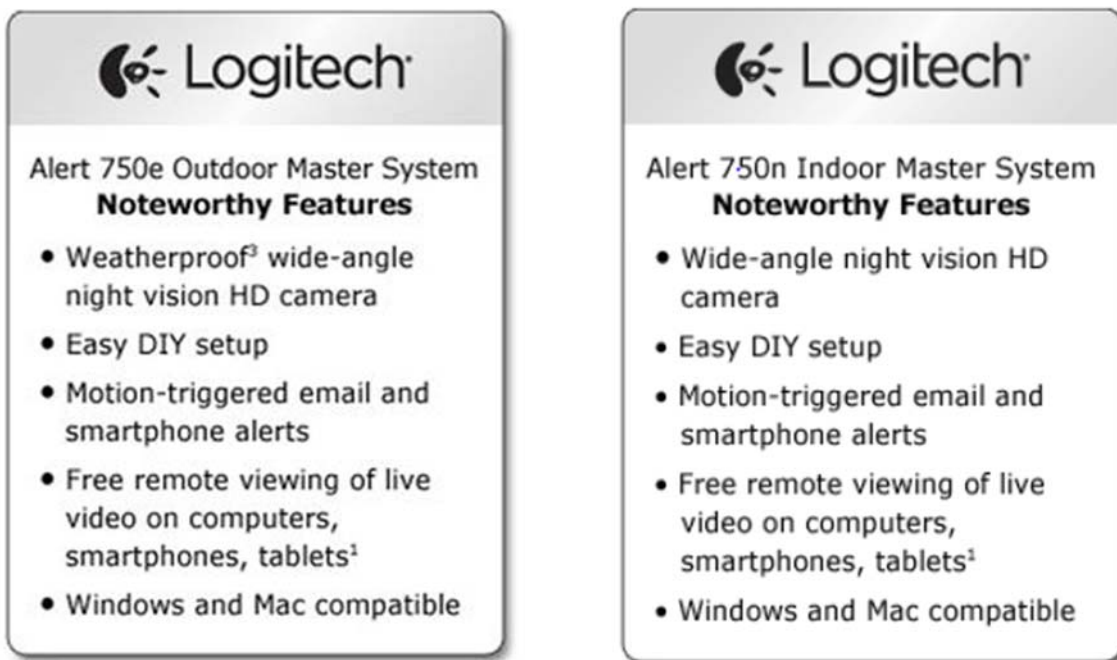 Logitech
Alert 750e Outdoor Master System
Noteworthy Features
• Weatherproof³ wide-angle
night vision HD camera
• Easy DIY setup
• Motion-triggered email and
smartphone alerts
• Free remote viewing of live
video on computers,
smartphones, tablets¹
• Windows and Mac compatible
Logitech
Alert 750n Indoor Master System
Noteworthy Features
• Wide-angle night vision HD
camera
• Easy DIY setup
• Motion-triggered email and
smartphone alerts
• Free remote viewing of live
video on computers,
smartphones, tablets¹
• Windows and Mac compatible